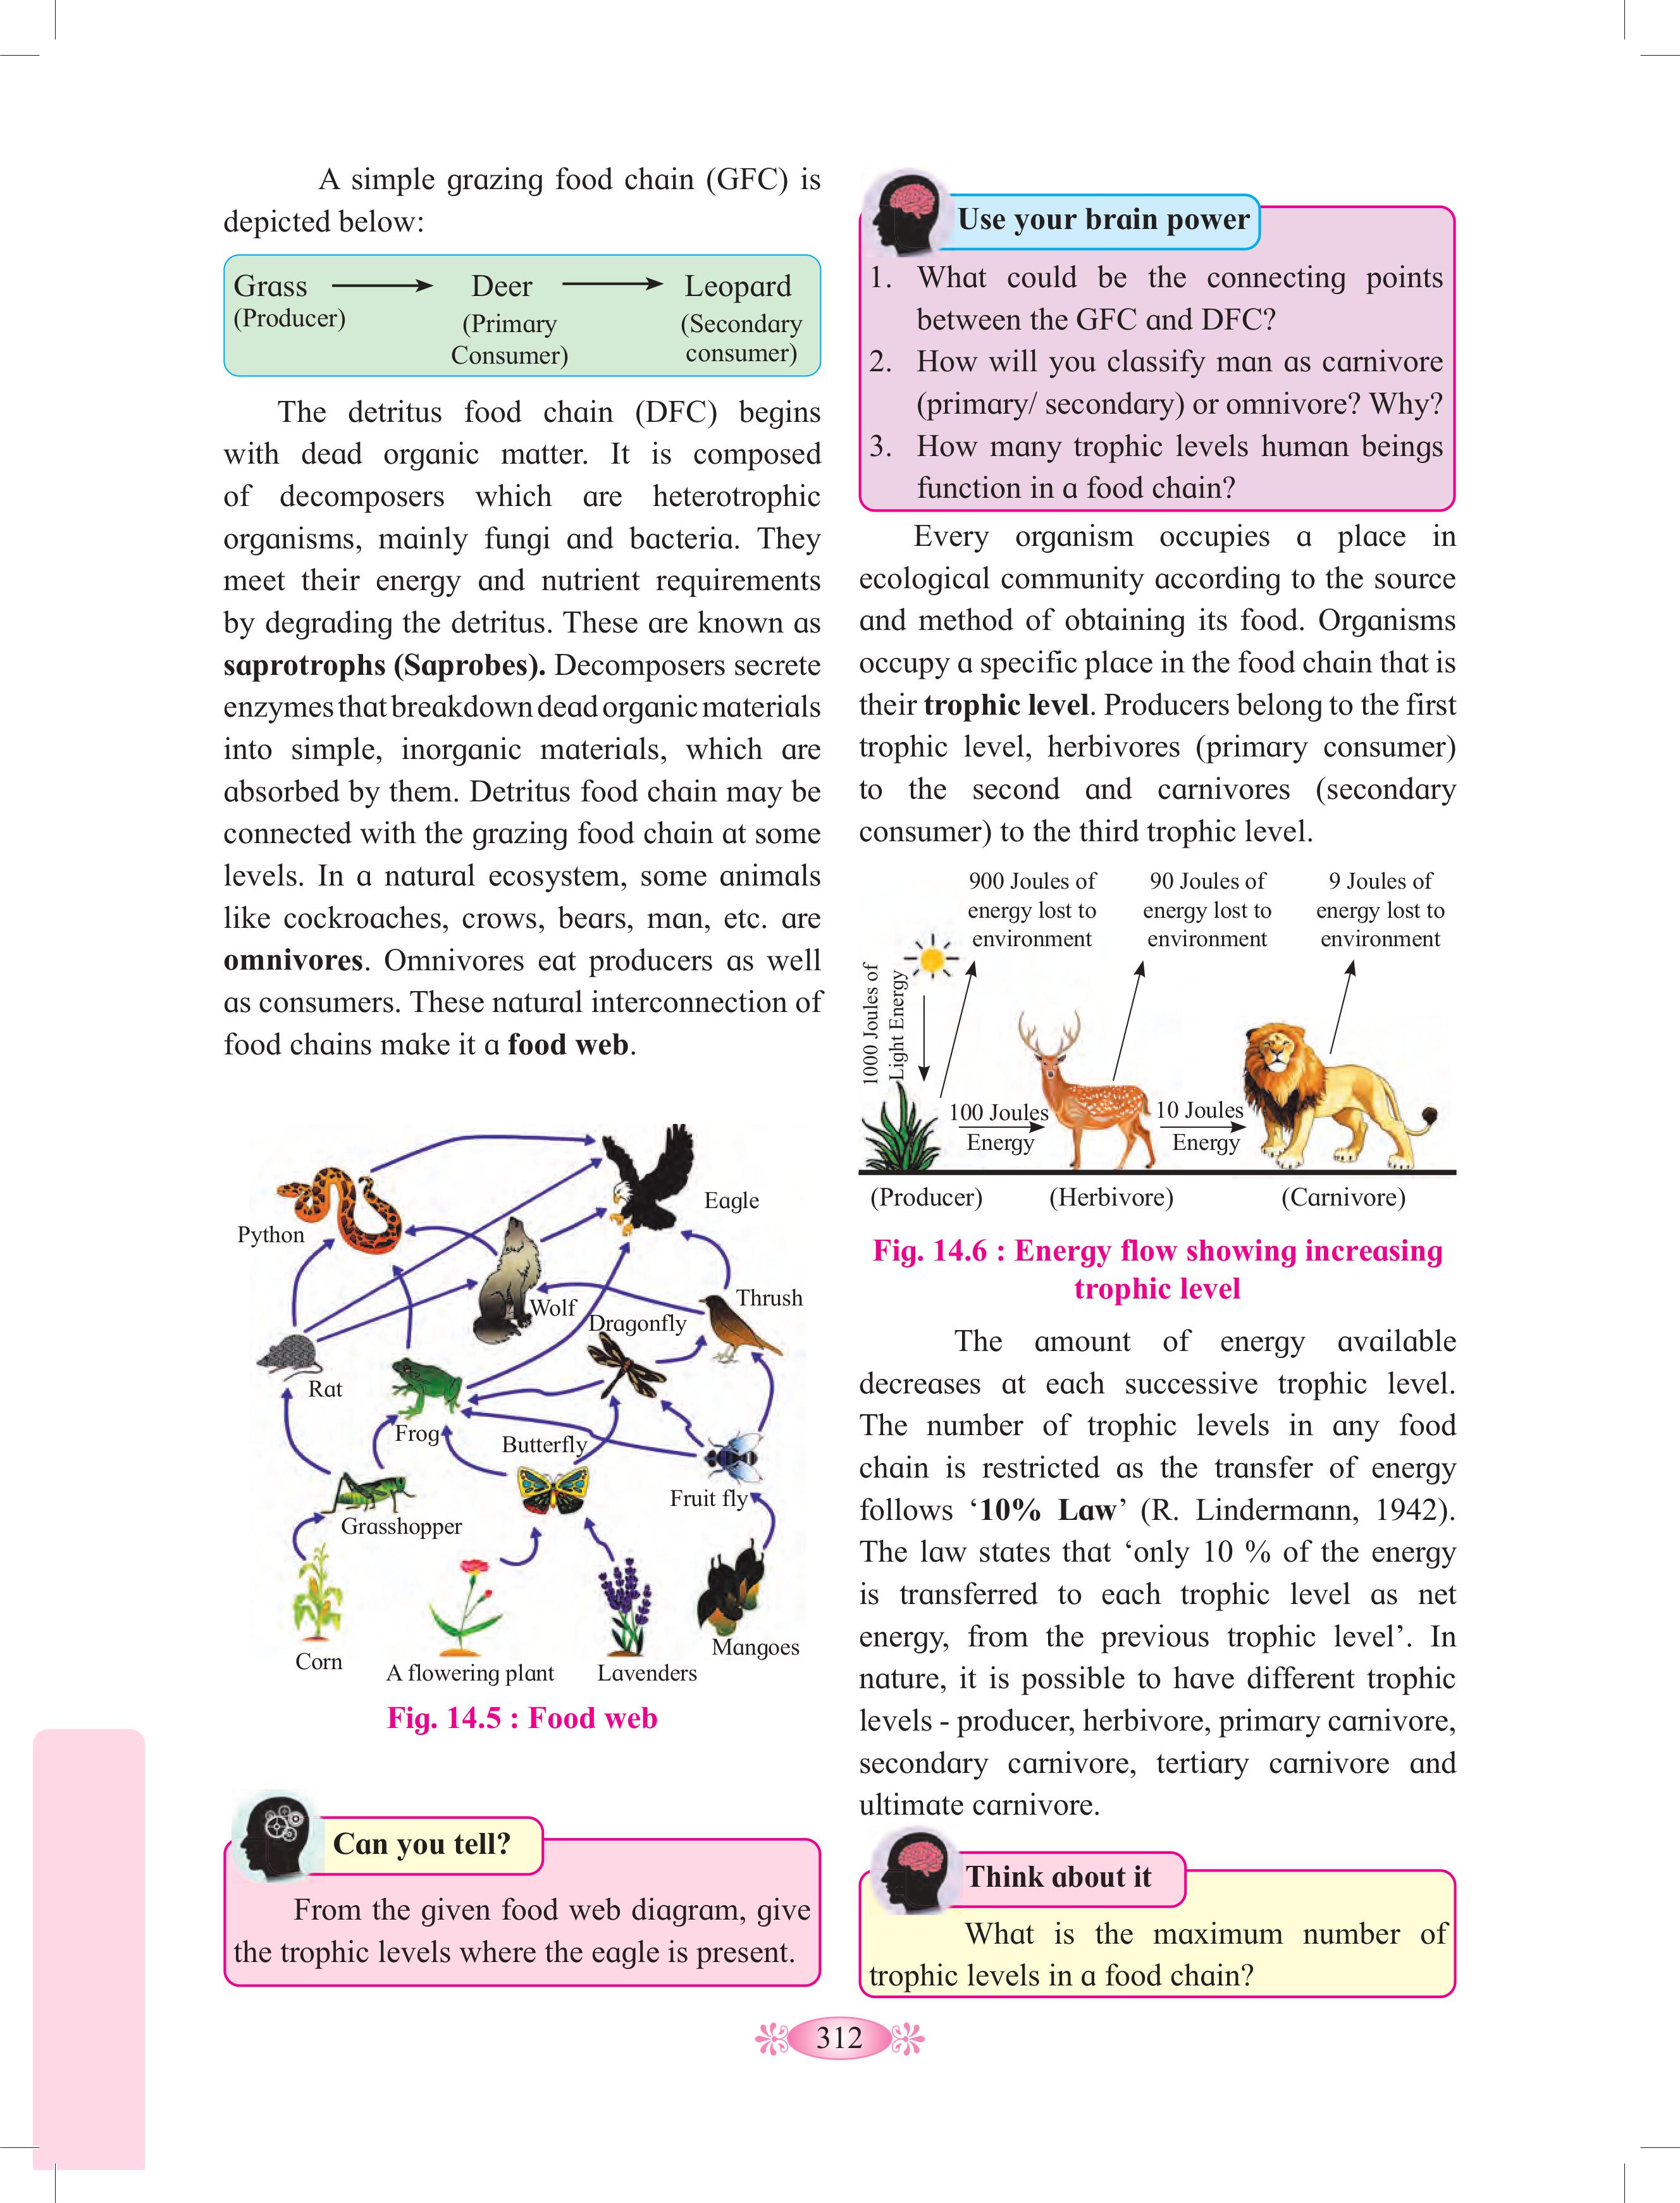 A simple grazing food chain (GFC) is
depicted below:
Grass Deer Leopard
(Producer) (Primary (Secondary
Consumer) consumer)
The detritus food chain (DFC) begins
with dead organic matter. It is composed
of decomposers which are heterotrophic
organisms, mainly fungi and bacteria. They
meet their energy and nutrient requirements
by degrading the detritus. These are known as
saprotrophs (Saprobes). Decomposers secrete
enzymes that breakdown dead organic materials
into simple, inorganic materials, which are
absorbed by them. Detritus food chain may be
connected with the grazing food chain at some
levels. In a natural ecosystem, some animals
like cockroaches, crows, bears, man, etc. are
omnivores. Omnivores eat producers as well
as consumers. These natural interconnection of
food chains make it a food web.
Eagle
Python
Thrush
Wolf
Dragonfly
Rat
Frog
Butterfly
Fruit fly
Grasshopper
Mangoes
Corn
A flowering plant
Lavenders
Fig. 14.5 : Food web
Can you tell?
From the given food web diagram, give
the trophic levels where the eagle is present.
Use your brain power
1. What could be the connecting points
between the GFC and DFC?
2. How will you classify man as carnivore
(primary/ secondary) or omnivore? Why?
3. How many trophic levels human beings
function in a food chain?
Every organism occupies a place in
ecological community according to the source
and method of obtaining its food. Organisms
occupy a specific place in the food chain that is
their trophic level. Producers belong to the first
trophic level, herbivores (primary consumer)
to the second and carnivores (secondary
consumer) to the third trophic level.
900 Joules of
energy lost to
environment
90 Joules of
energy lost to
environment
9 Joules of
energy lost to
environment
1000 Joules of
Light Energy
100 Joules
Energy
10 Joules
Energy
(Producer) (Herbivore) (Carnivore)
Fig. 14.6 : Energy flow showing increasing
trophic level
The amount of energy available
decreases at each successive trophic level.
The number of trophic levels in any food
chain is restricted as the transfer of energy
follows ‘10% Law’ (R. Lindermann, 1942).
The law states that ‘only 10 % of the energy
is transferred to each trophic level as net
energy, from the previous trophic level’. In
nature, it is possible to have different trophic
levels - producer, herbivore, primary carnivore,
secondary carnivore, tertiary carnivore and
ultimate carnivore.
Think about it
What is the maximum number of
trophic levels in a food chain?
312